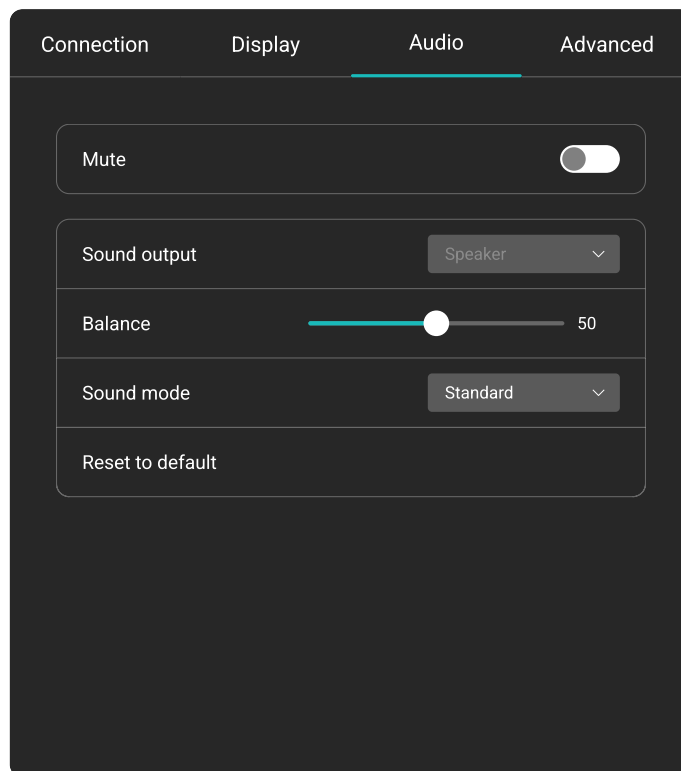 Connection Display Audio Advanced
Mute
Sound output Speaker
Balance 50
Sound mode Standard
Reset to default